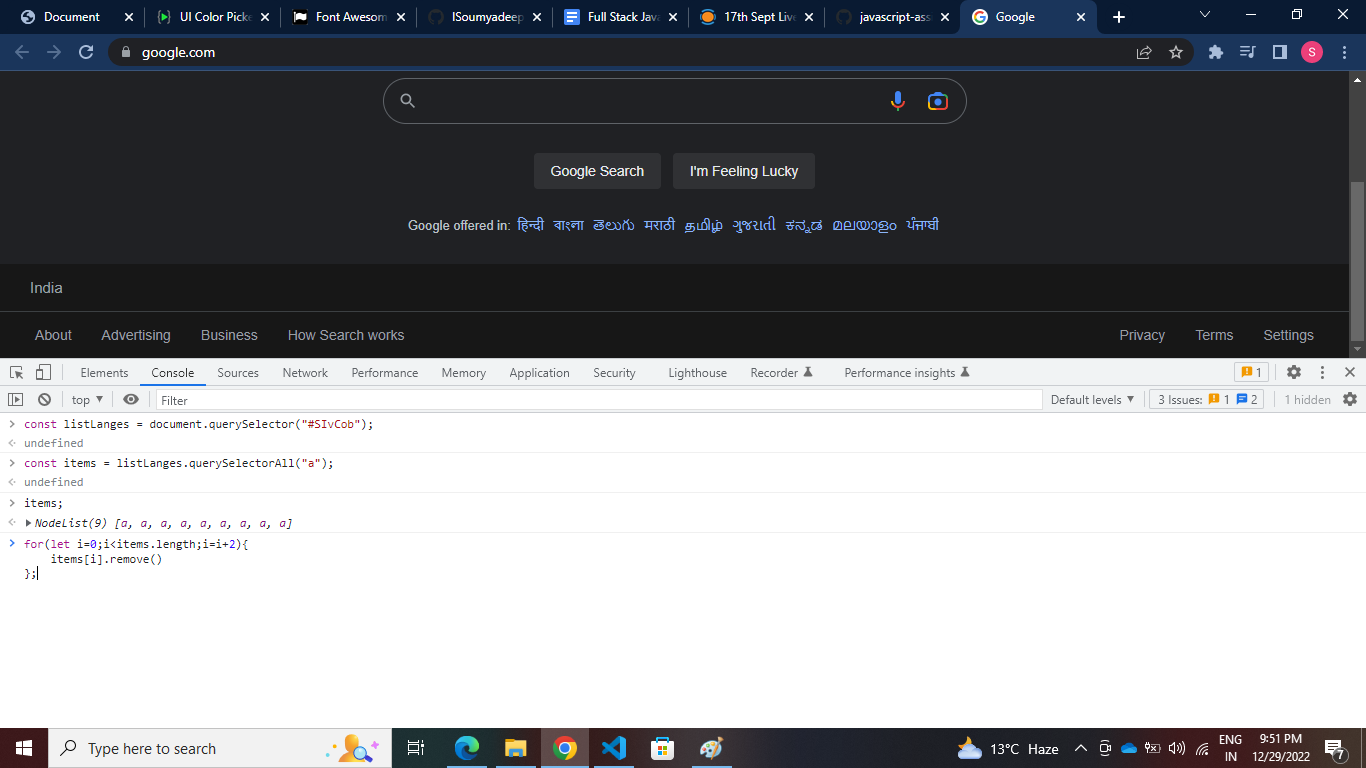 Document UI Color Picke Font Awesom ISoumyadeep Full Stack Java 17th Sept Live javascript-ass Google
google.com
Google Search I'm Feeling Lucky
Google offered in: हिन्दी বাংলা తెలుగు मराठी தமிழ் ગુજરાતી ಕನ್ನಡ മലയാളം ਪੰਜਾਬੀ
India
About Advertising Business How Search works Privacy Terms Settings
Elements Console Sources Network Performance Memory Application Security Lighthouse Recorder Performance insights 1
top Filter Default levels 3 Issues: 1 2 1 hidden
const listLanges = document.querySelector("#SIvCob");
undefined
const items = listLanges.querySelectorAll("a");
undefined
items;
NodeList(9) [a, a, a, a, a, a, a, a, a]
for(let i=0;i<items.length;i=i+2){
items[i].remove()
};
Type here to search 13°C Haze ENG 9:51 PM
IN 12/29/2022 7
S